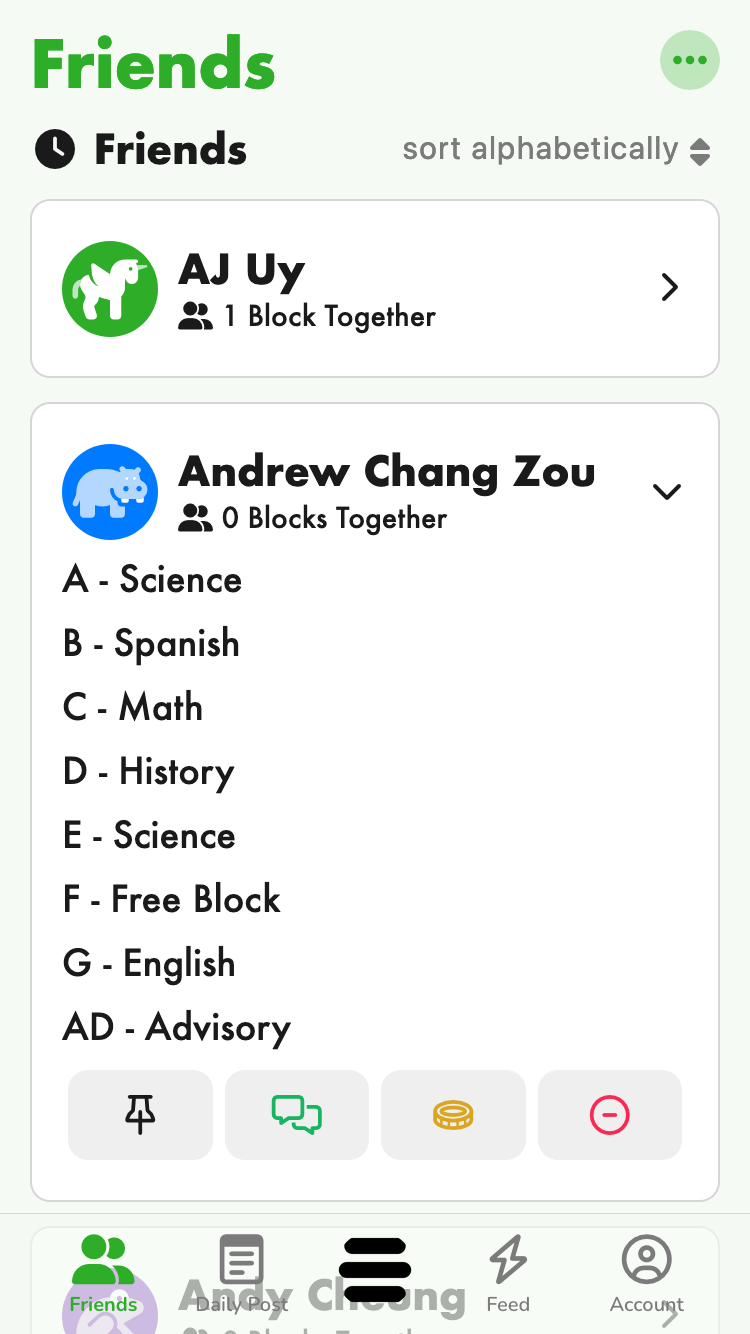 Friends
Friends
sort alphabetically
AJ Uy
1 Block Together
Andrew Chang Zou
0 Blocks Together
A - Science
B - Spanish
C - Math
D - History
E - Science
F - Free Block
G - English
AD - Advisory
Andy Cheung
Friends
Daily Post
Feed
Account